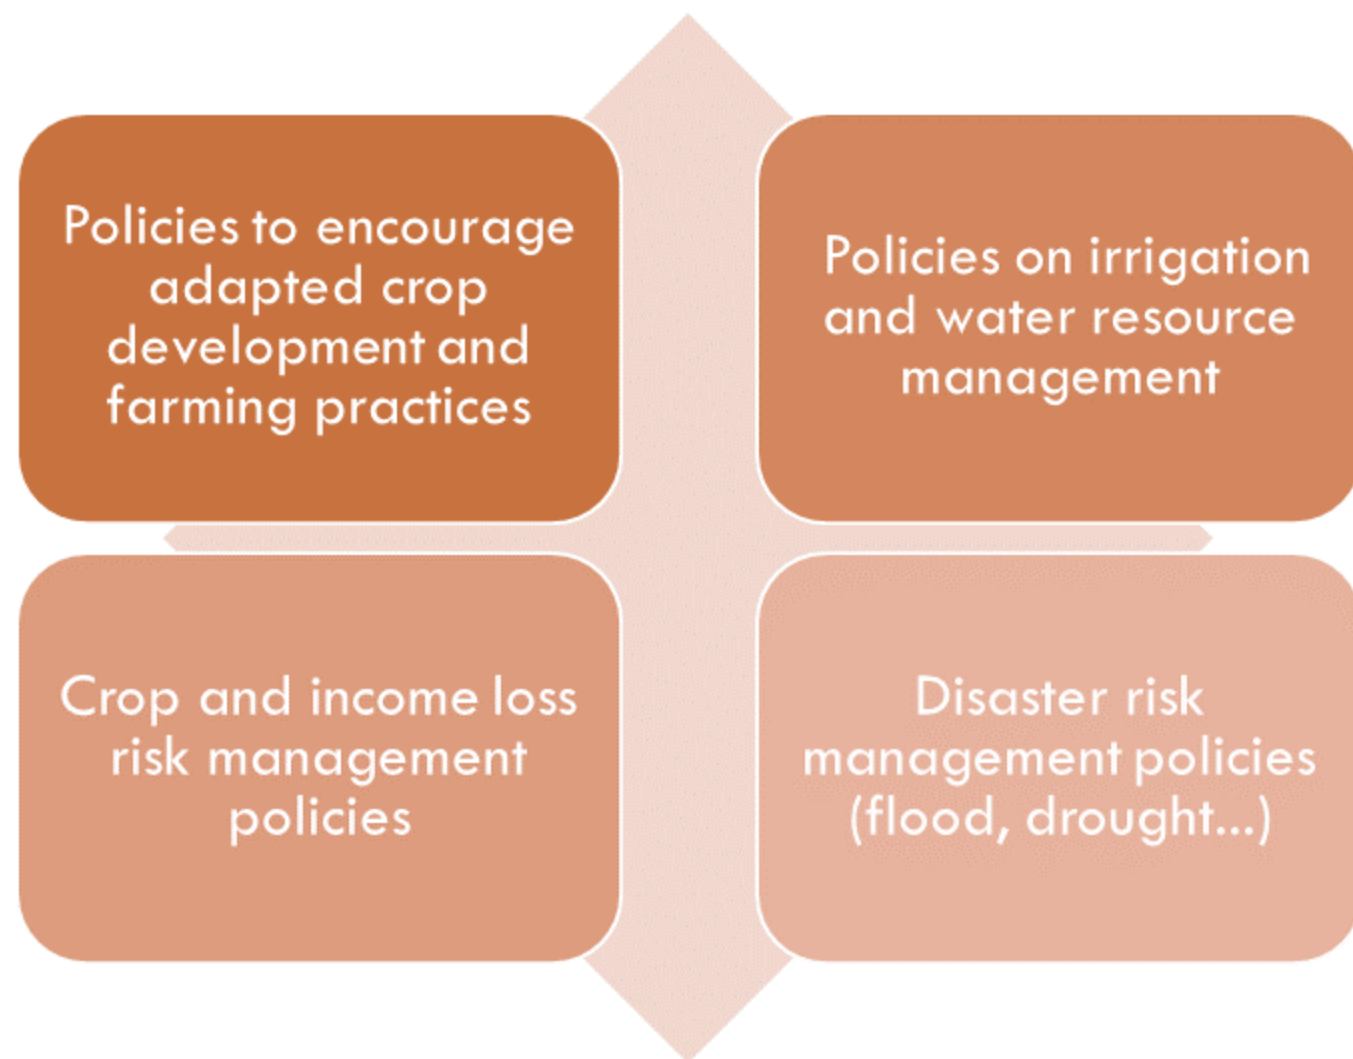 Policies to encourage
adapted crop
development and
farming practices
Policies on irrigation
and water resource
management
Crop and income loss
risk management
policies
Disaster risk
management policies
(flood, drought...)